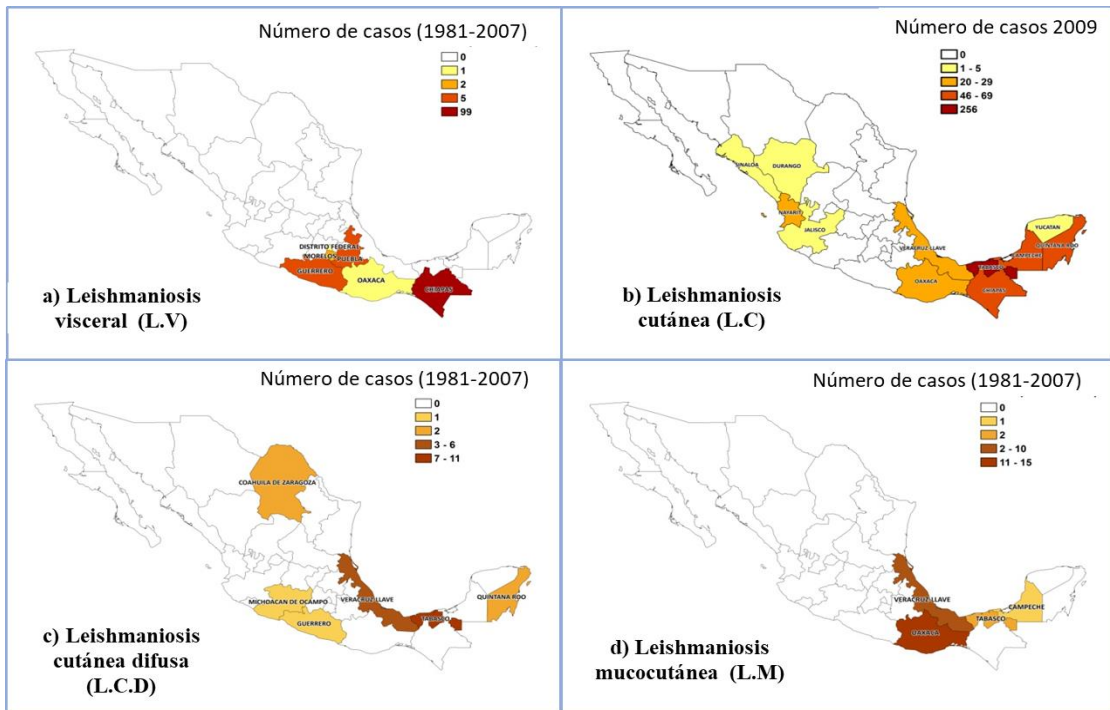 Número de casos (1981-2007)
0
1
2
5
99
DISTRITO FEDERAL
MORELOS
PUEBLA
GUERRERO
OAXACA
CHIAPAS
a) Leishmaniosis
visceral (L.V)
Número de casos 2009
0
1 - 5
20 - 29
46 - 69
256
SINALOA
DURANGO
NAYARIT
JALISCO
VERACRUZ LLAVE
OAXACA
TABASCO
CHIAPAS
YUCATAN
QUINTANA ROO
CAMPECHE
b) Leishmaniosis
cutánea (L.C)
Número de casos (1981-2007)
0
1
2
3 - 6
7 - 11
COAHUILA DE ZARAGOZA
MICHOACAN DE OCAMPO
GUERRERO
VERACRUZ LLAVE
TABASCO
QUINTANA ROO
c) Leishmaniosis
cutánea difusa
(L.C.D)
Número de casos (1981-2007)
0
1
2
2 - 10
11 - 15
VERACRUZ LLAVE
OAXACA
TABASCO
CAMPECHE
d) Leishmaniosis
mucocutánea (L.M)